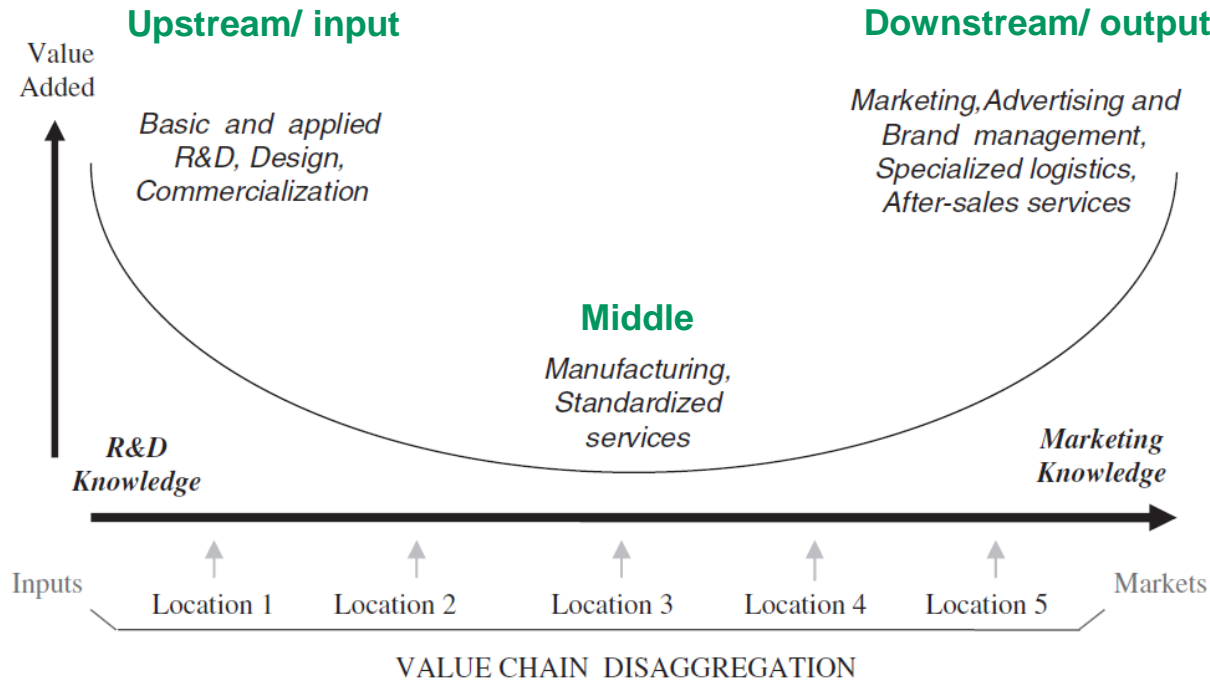 Upstream/ input
Downstream/ output
Value
Added
Basic and applied
R&D, Design,
Commercialization
Marketing,Advertising and
Brand management,
Specialized logistics,
After-sales services
Middle
Manufacturing,
Standardized
services
R&D
Knowledge
Marketing
Knowledge
Inputs
Location 1
Location 2
Location 3
Location 4
Location 5
Markets
VALUE CHAIN DISAGGREGATION